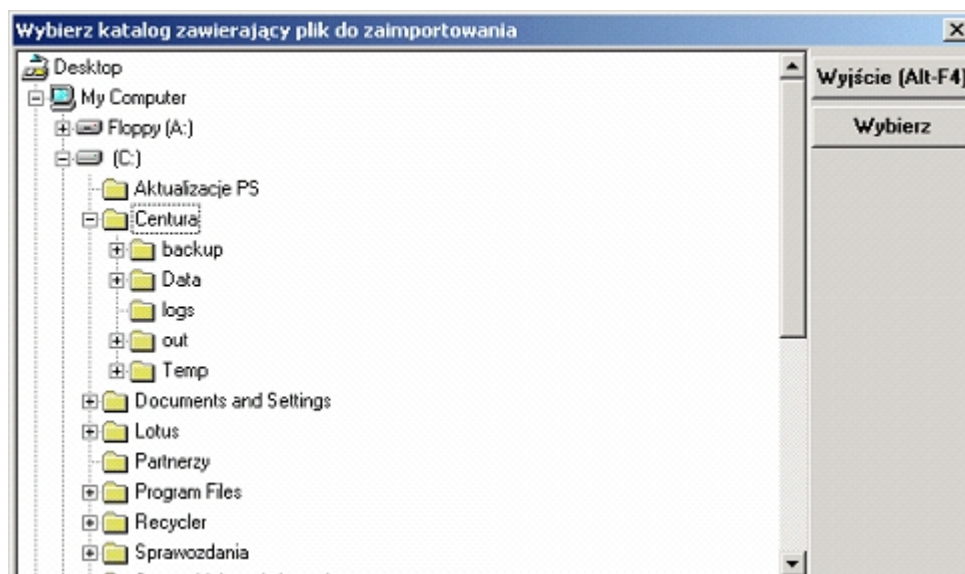 Wybierz katalog zawierający plik do zaimportowania
Desktop
Wyjście (Alt-F4)
My Computer
Floppy (A:)
Wybierz
(C:)
Aktualizacje PS
Centura
backup
Data
logs
out
Temp
Documents and Settings
Lotus
Partnerzy
Program Files
Recycler
Sprawozdania